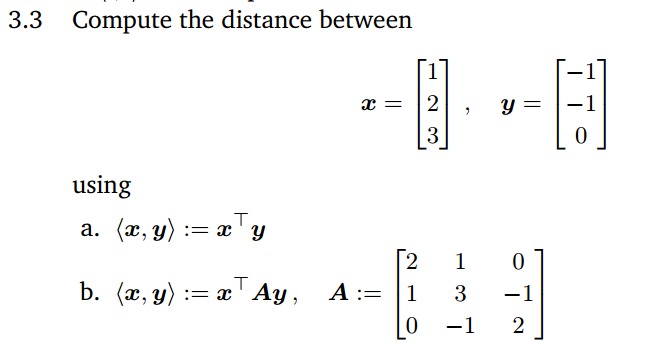 3.3 Compute the distance between
x = [1 2 3], y = [−1 −1 0]
using
a. ⟨x, y⟩ := x⊤y
b. ⟨x, y⟩ := x⊤Ay, A := [2 1 0; 1 3 −1; 0 −1 2]